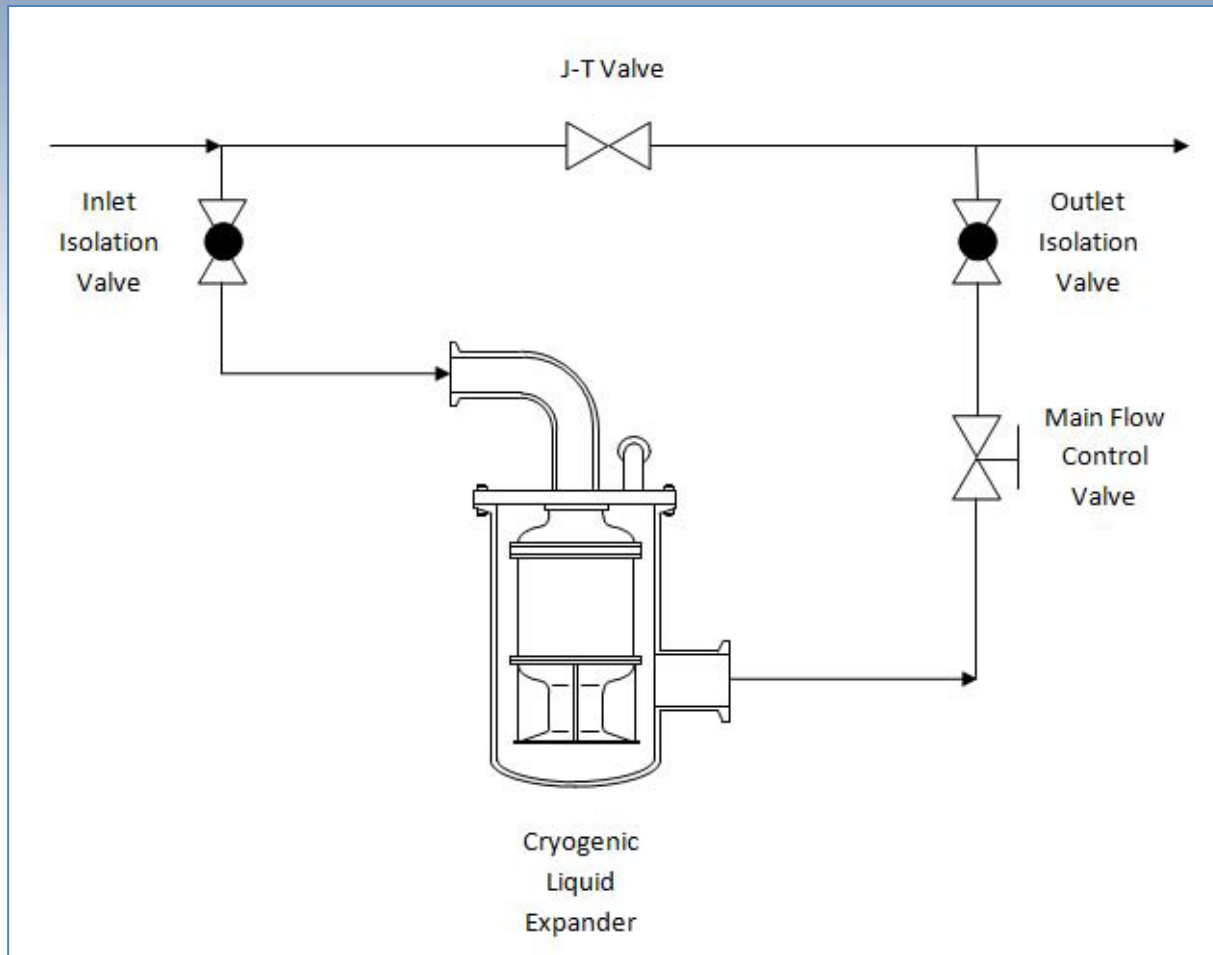 J-T Valve
Inlet
Isolation
Valve
Outlet
Isolation
Valve
Main Flow
Control
Valve
Cryogenic
Liquid
Expander